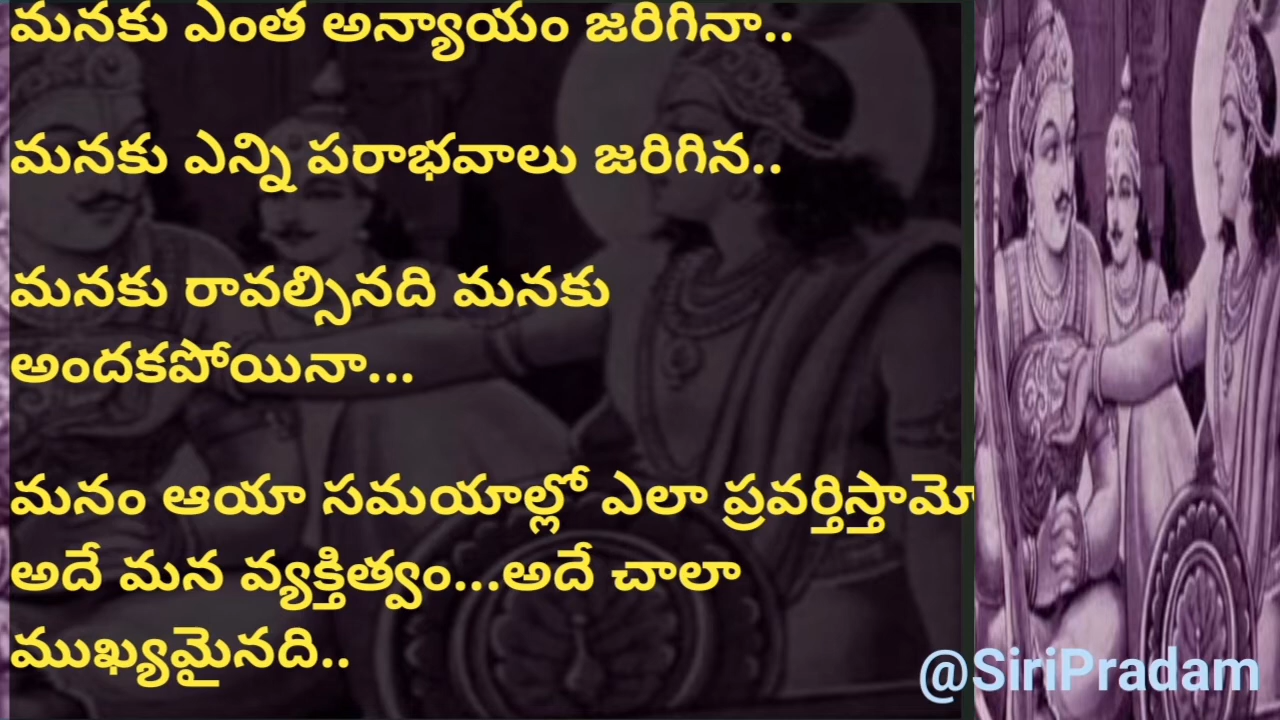 మనకు ఎంత అన్యాయం జరిగినా..
మనకు ఎన్ని పరాభవాలు జరిగిన..
మనకు రావల్సినది మనకు
అందకపోయినా...
మనం ఆయా సమయాల్లో ఎలా ప్రవర్తిస్తామో
అదే మన వ్యక్తిత్వం...అదే చాలా
ముఖ్యమైనది..
@SiriPradam